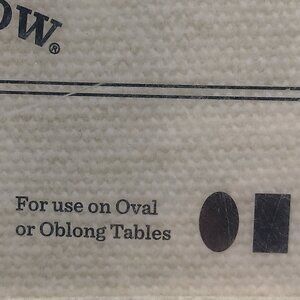 OW®
For use on Oval
or Oblong Tables